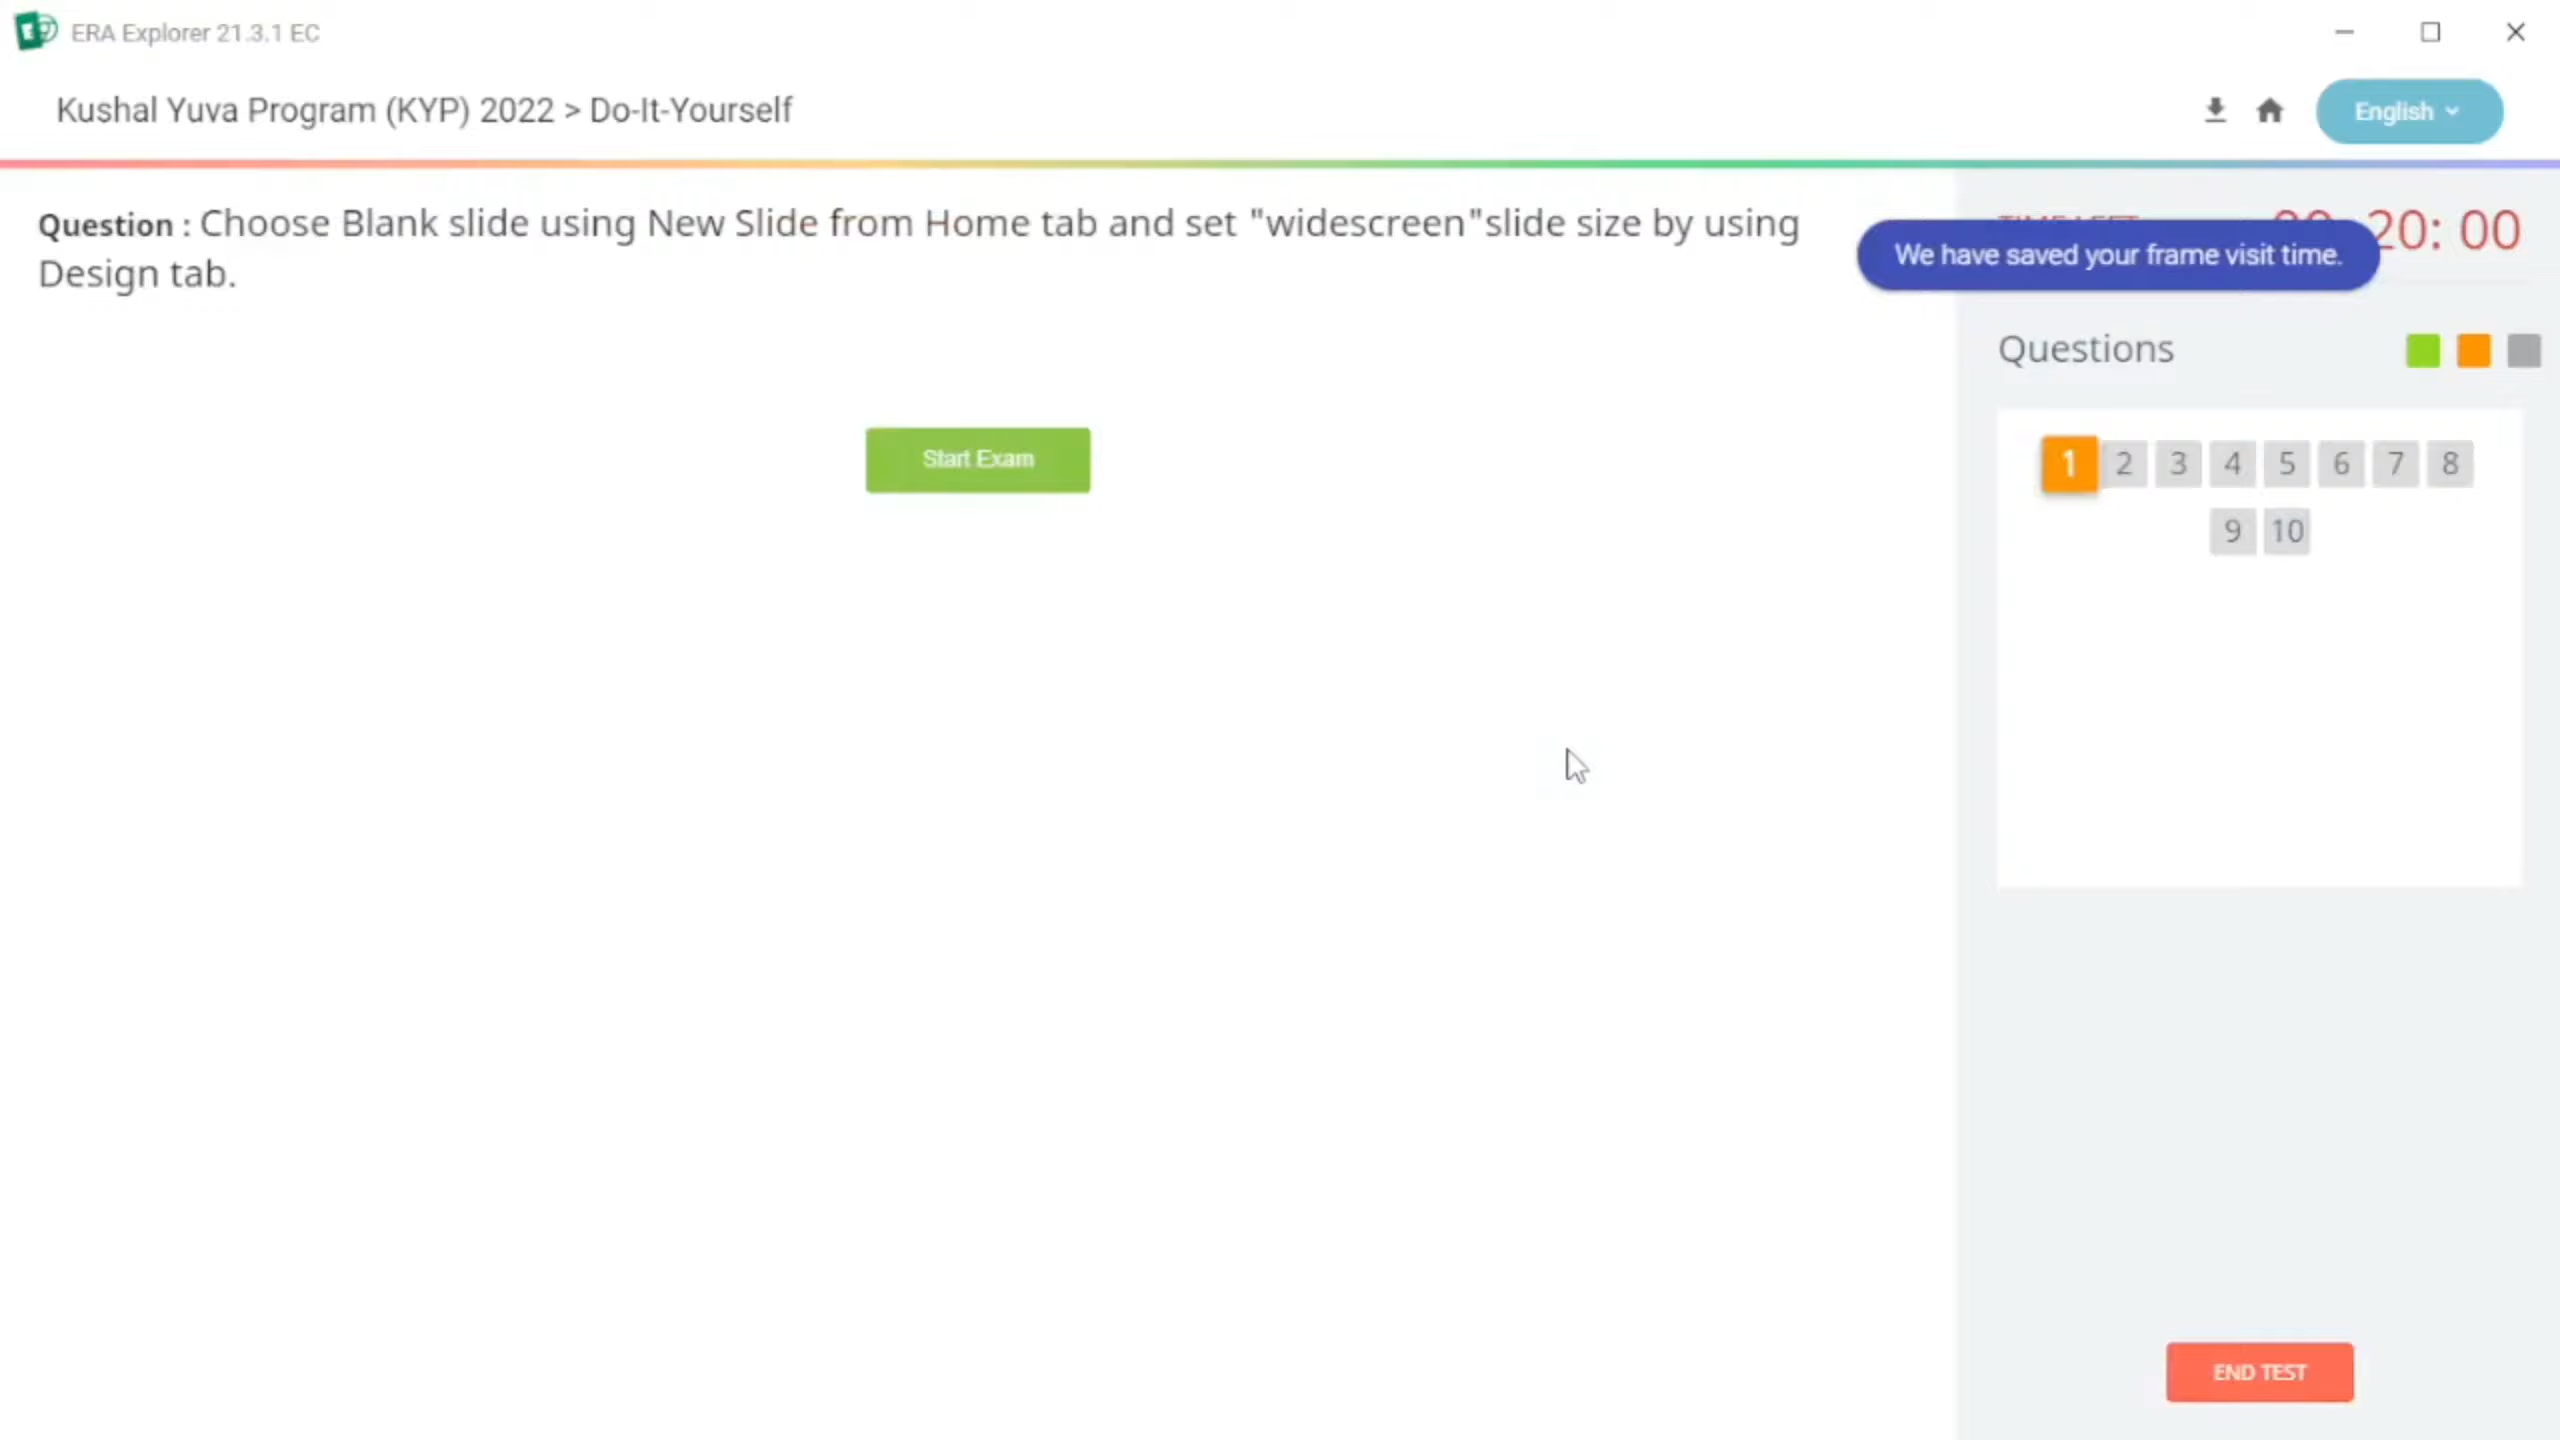 ERA Explorer 21.3.1 EC
Kushal Yuva Program (KYP) 2022 > Do-It-Yourself
English
Question : Choose Blank slide using New Slide from Home tab and set "widescreen"slide size by using
Design tab.
20: 00
We have saved your frame visit time.
Questions
Start Exam
1 2 3 4 5 6 7 8
9 10
END TEST